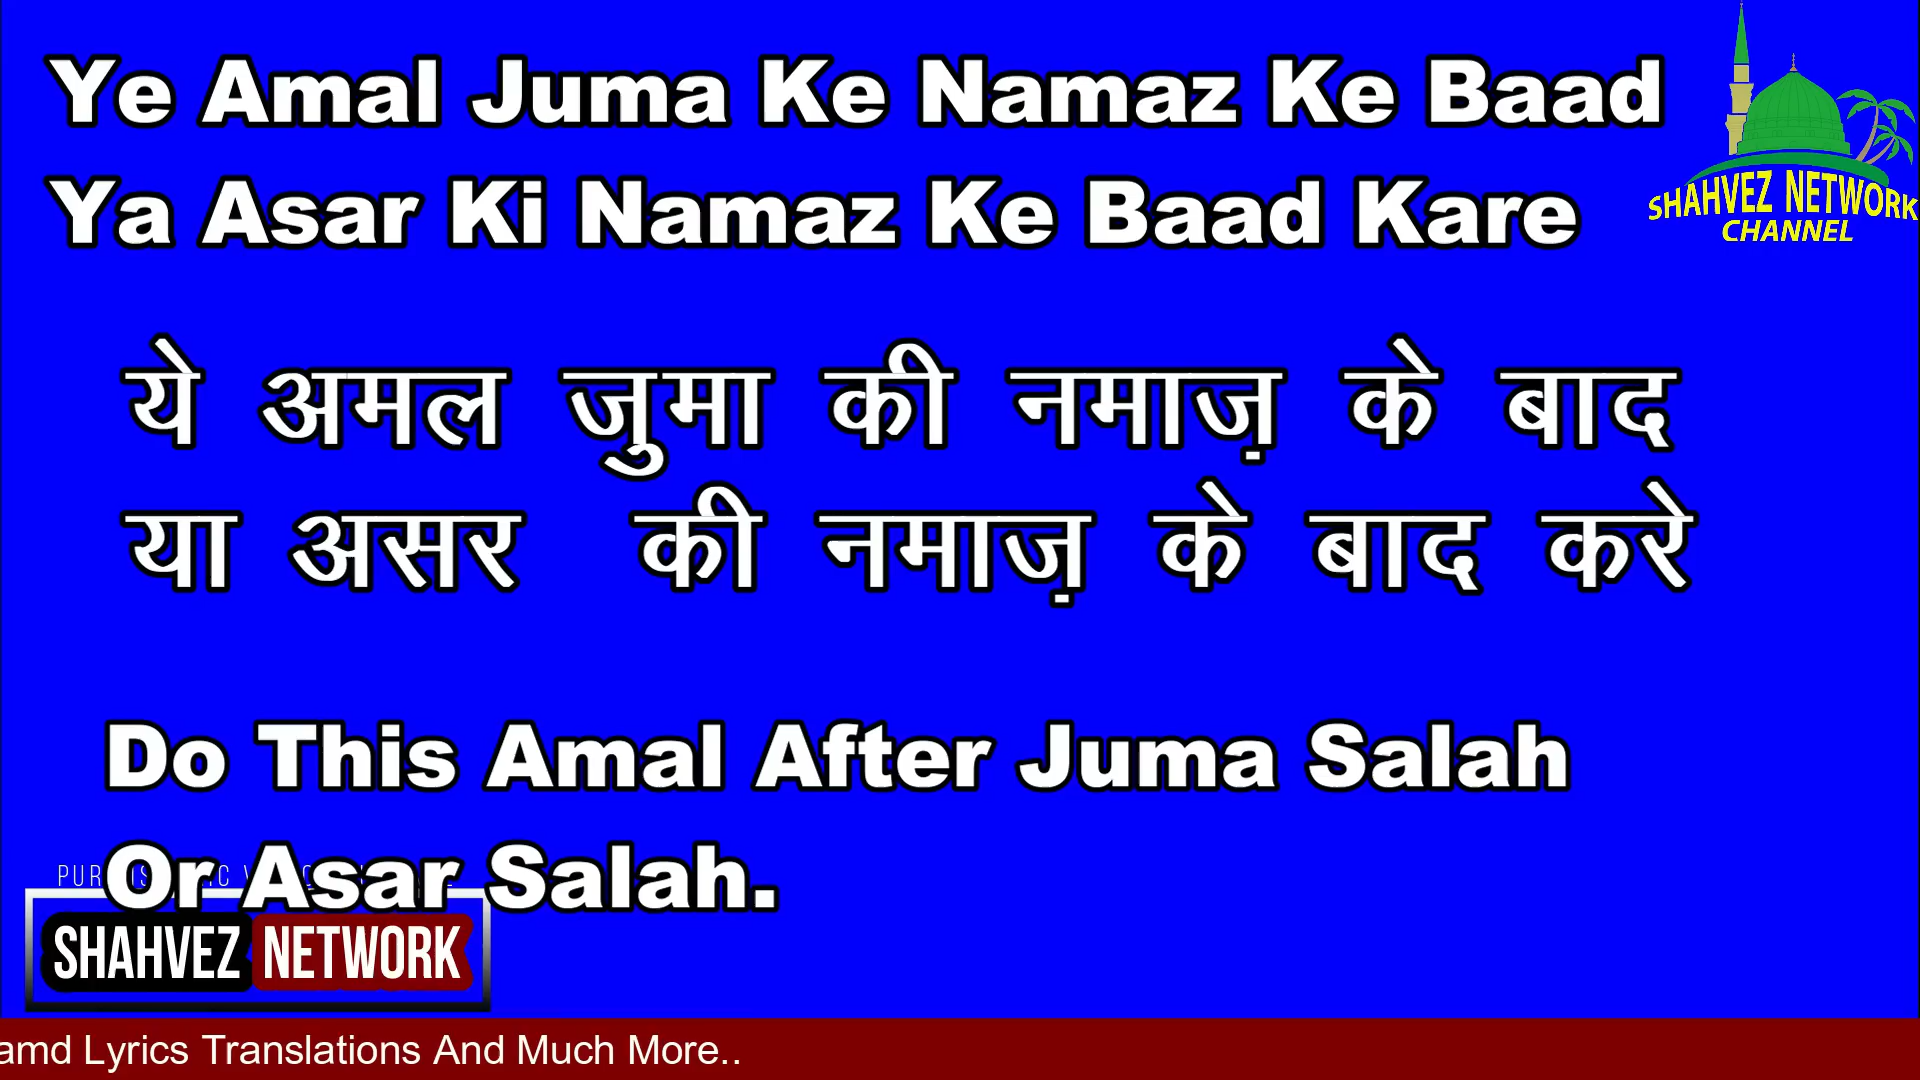 Ye Amal Juma Ke Namaz Ke Baad
Ya Asar Ki Namaz Ke Baad Kare
SHAHVEZ NETWORK
CHANNEL
ये अमल जुमा की नमाज़ के बाद
या असर की नमाज़ के बाद करे
Do This Amal After Juma Salah
Or Asar Salah.
SHAHVEZ NETWORK
amd Lyrics Translations And Much More..